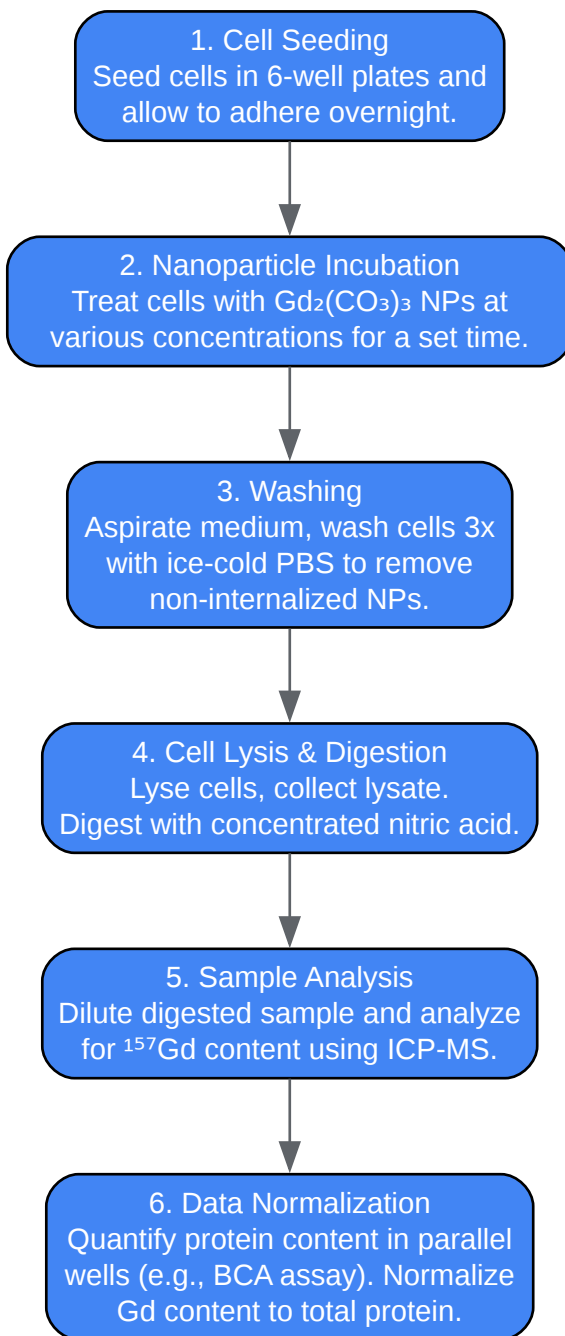 1. Cell Seeding
Seed cells in 6-well plates and
allow to adhere overnight.
2. Nanoparticle Incubation
Treat cells with Gd₂(CO₃)₃ NPs at
various concentrations for a set time.
3. Washing
Aspirate medium, wash cells 3x
with ice-cold PBS to remove
non-internalized NPs.
4. Cell Lysis & Digestion
Lyse cells, collect lysate.
Digest with concentrated nitric acid.
5. Sample Analysis
Dilute digested sample and analyze
for ¹⁵⁷Gd content using ICP-MS.
6. Data Normalization
Quantify protein content in parallel
wells (e.g., BCA assay). Normalize
Gd content to total protein.